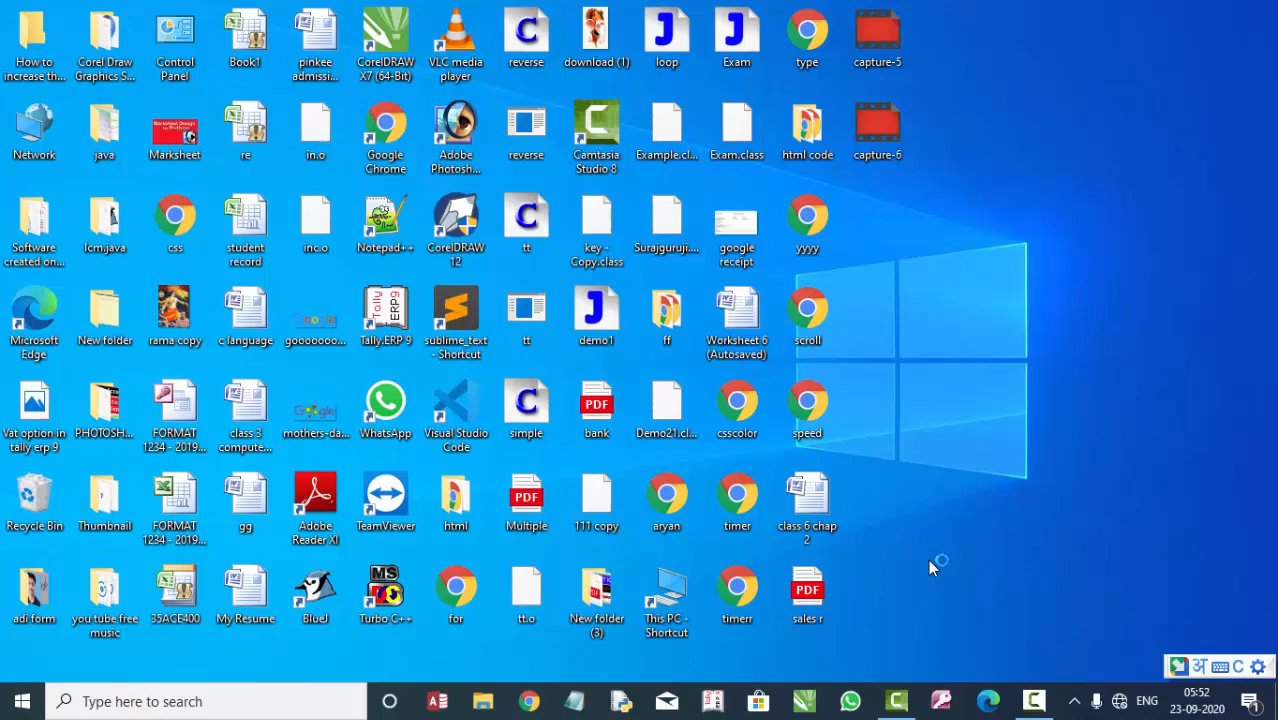 How to
increase th...
Corel Draw
Graphics S...
Control
Panel
Book1
pinkee
admissi...
CorelDRAW
X7 (64-Bit)
VLC media
player
reverse
download (1)
loop
Exam
type
capture-5
Network
java
Marksheet
re
in.o
Google
Chrome
Adobe
Photosh...
reverse
Camtasia
Studio 8
Example.cl...
Exam.class
html code
capture-6
Software
created on...
lcm.java
css
student
record
inc.o
Notepad++
CorelDRAW
12
tt
key -
Copy.class
Surajguruji....
google
receipt
yyyy
Microsoft
Edge
New folder
rama copy
c language
gooooooo...
Tally.ERP 9
sublime_text
- Shortcut
tt
demo1
ff
Worksheet 6
(Autosaved)
scroll
Vat option in
tally erp 9
PHOTOSH...
FORMAT
1234 - 2019...
class 3
compute...
mothers-da...
WhatsApp
Visual Studio
Code
simple
PDF
bank
Demo21.cl...
csscolor
speed
Recycle Bin
Thumbnail
FORMAT
1234 - 2019...
gg
Adobe
Reader XI
TeamViewer
html
PDF
Multiple
111 copy
aryan
timer
class 6 chap
2
adi form
you tube free
music
35ACE400
My Resume
BlueJ
MS
Turbo C++
for
tt.o
New folder
(3)
This PC -
Shortcut
timerr
PDF
sales r
अ
Type here to search
ENG
05:52
23-09-2020